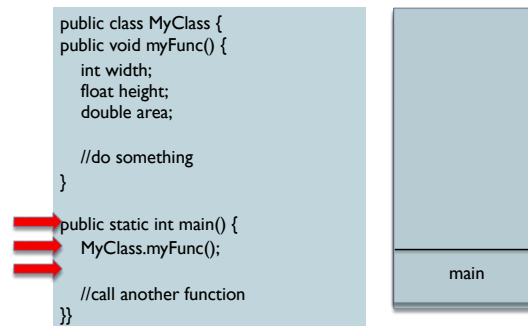 public class MyClass {
public void myFunc() {
int width;
float height;
double area;
//do something
}
public static int main() {
MyClass.myFunc();
//call another function
}}
main